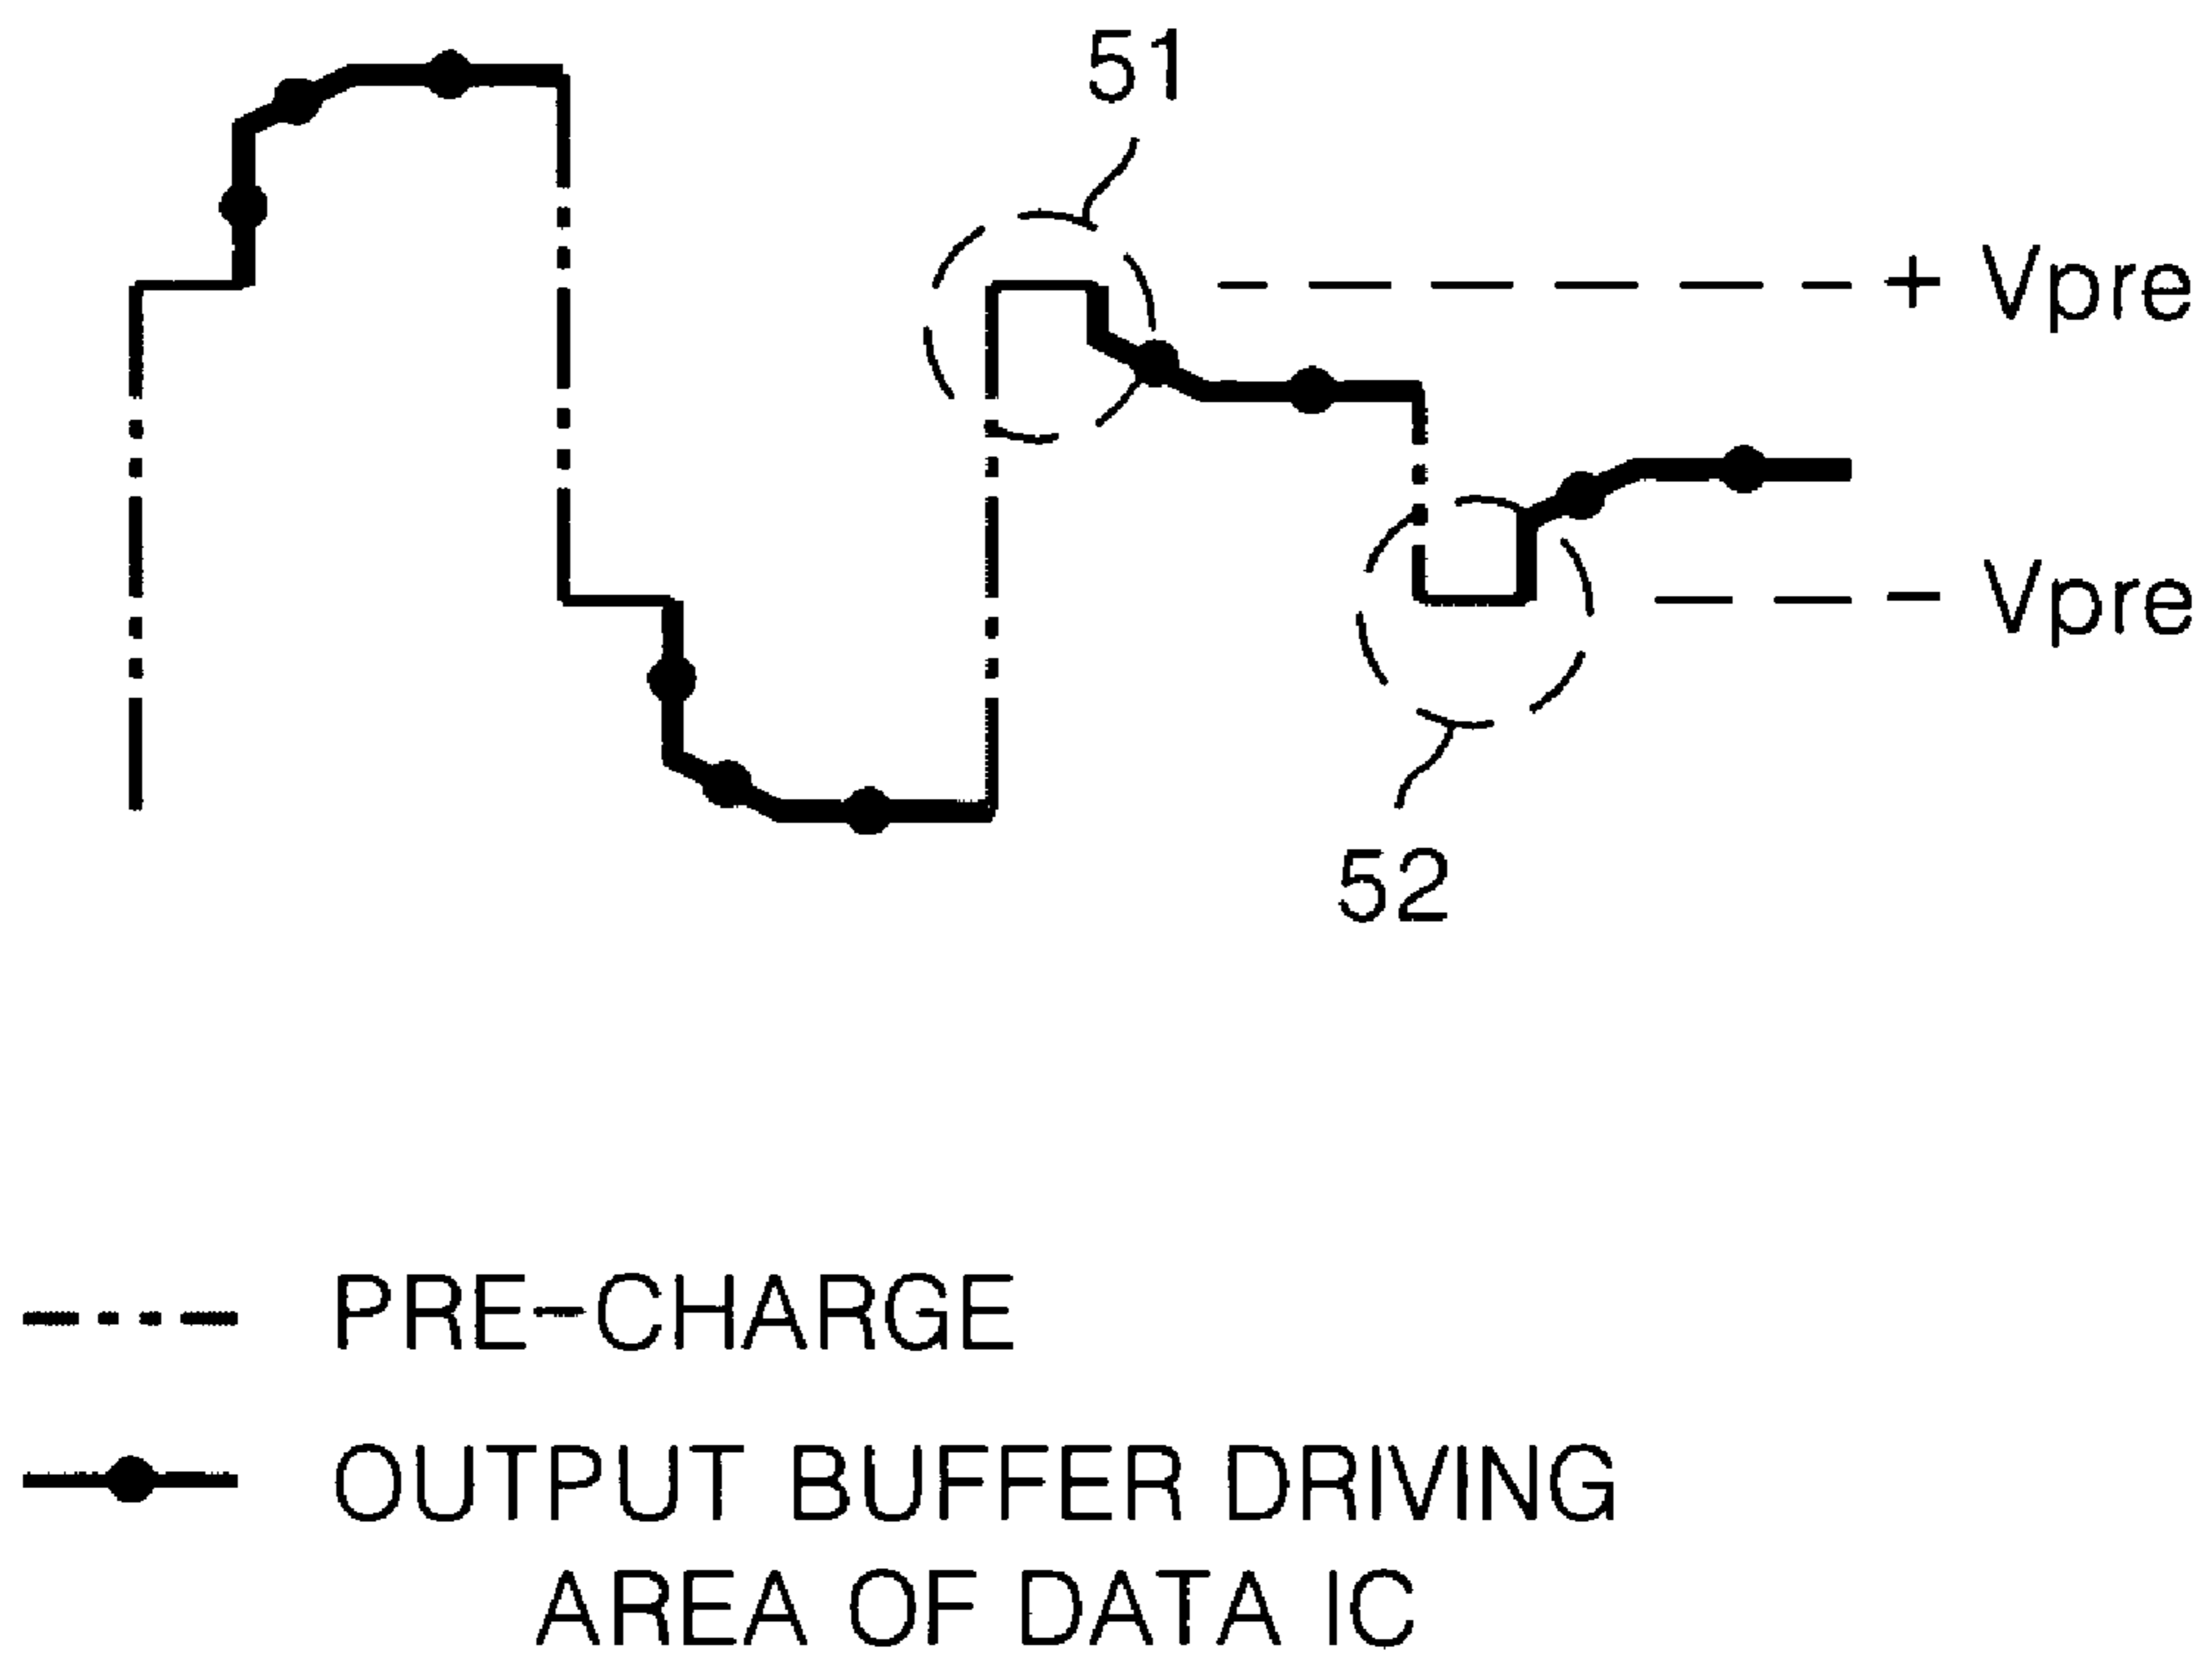 51
+ Vpre
- Vpre
52
PRE-CHARGE
OUTPUT BUFFER DRIVING
AREA OF DATA IC